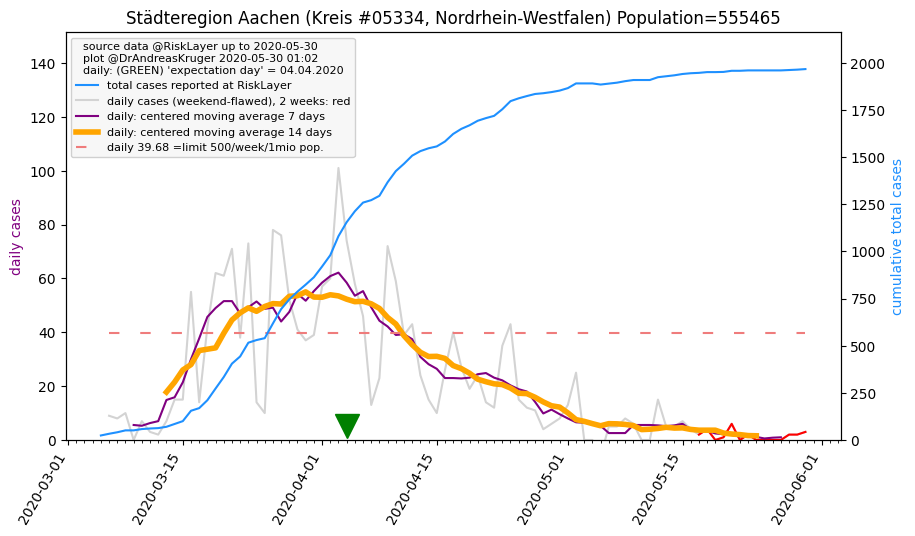 Städteregion Aachen (Kreis #05334, Nordrhein-Westfalen) Population=555465
source data @RiskLayer up to 2020-05-30
plot @DrAndreasKruger 2020-05-30 01:02
daily: (GREEN) 'expectation day' = 04.04.2020
total cases reported at RiskLayer
daily cases (weekend-flawed), 2 weeks: red
daily: centered moving average 7 days
daily: centered moving average 14 days
daily 39.68 =limit 500/week/1mio pop.
daily cases
140
120
100
80
60
40
20
0
2000
1750
1500
1250
1000
750
500
250
0
cumulative total cases
2020-03-01
2020-03-15
2020-04-01
2020-04-15
2020-05-01
2020-05-15
2020-06-01